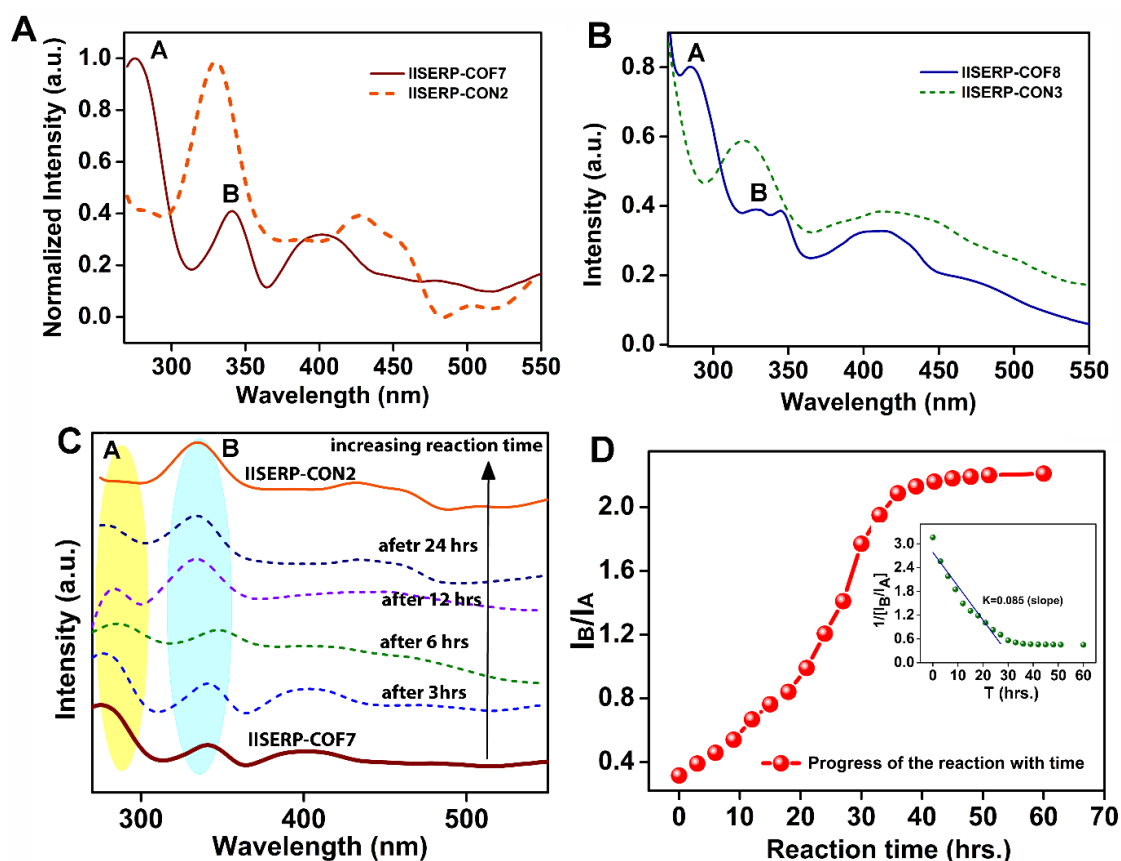 A
A
B
IISERP-COF7
IISERP-CON2
Normalized Intensity (a.u.)
1.0
0.8
0.6
0.4
0.2
0.0
300 350 400 450 500 550
Wavelength (nm)
B
A
B
IISERP-COF8
IISERP-CON3
Intensity (a.u.)
0.8
0.6
0.4
0.2
0.0
300 350 400 450 500 550
Wavelength (nm)
C
A
B
increasing reaction time
IISERP-CON2
afetr 24 hrs
after 12 hrs
after 6 hrs
after 3hrs
IISERP-COF7
Intensity (a.u.)
300 400 500
Wavelength (nm)
D
IB/IA
2.0
1.6
1.2
0.8
0.4
1/[IB/IA]
3.0
2.4
1.8
1.2
0.6
0.0
K=0.085 (slope)
0 10 20 30 40 50 60
T (hrs.)
Progress of the reaction with time
0 10 20 30 40 50 60 70
Reaction time (hrs.)